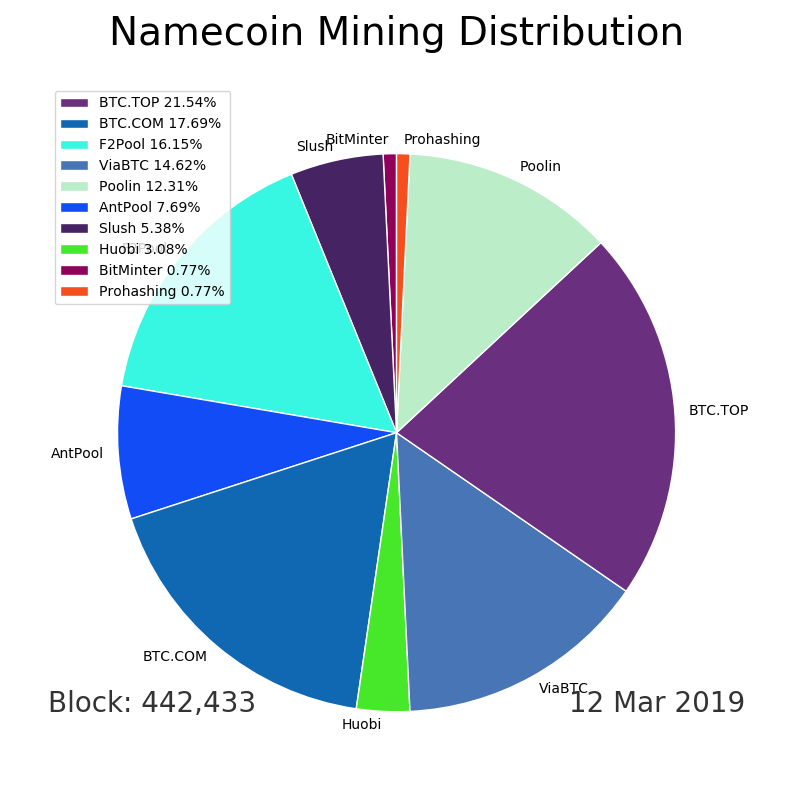 Namecoin Mining Distribution
BTC.TOP 21.54%
BTC.COM 17.69%
F2Pool 16.15%
ViaBTC 14.62%
Poolin 12.31%
AntPool 7.69%
Slush 5.38%
Huobi 3.08%
BitMinter 0.77%
Prohashing 0.77%
Slush
BitMinter
Prohashing
Poolin
BTC.TOP
AntPool
BTC.COM
ViaBTC
Huobi
Block: 442,433
12 Mar 2019